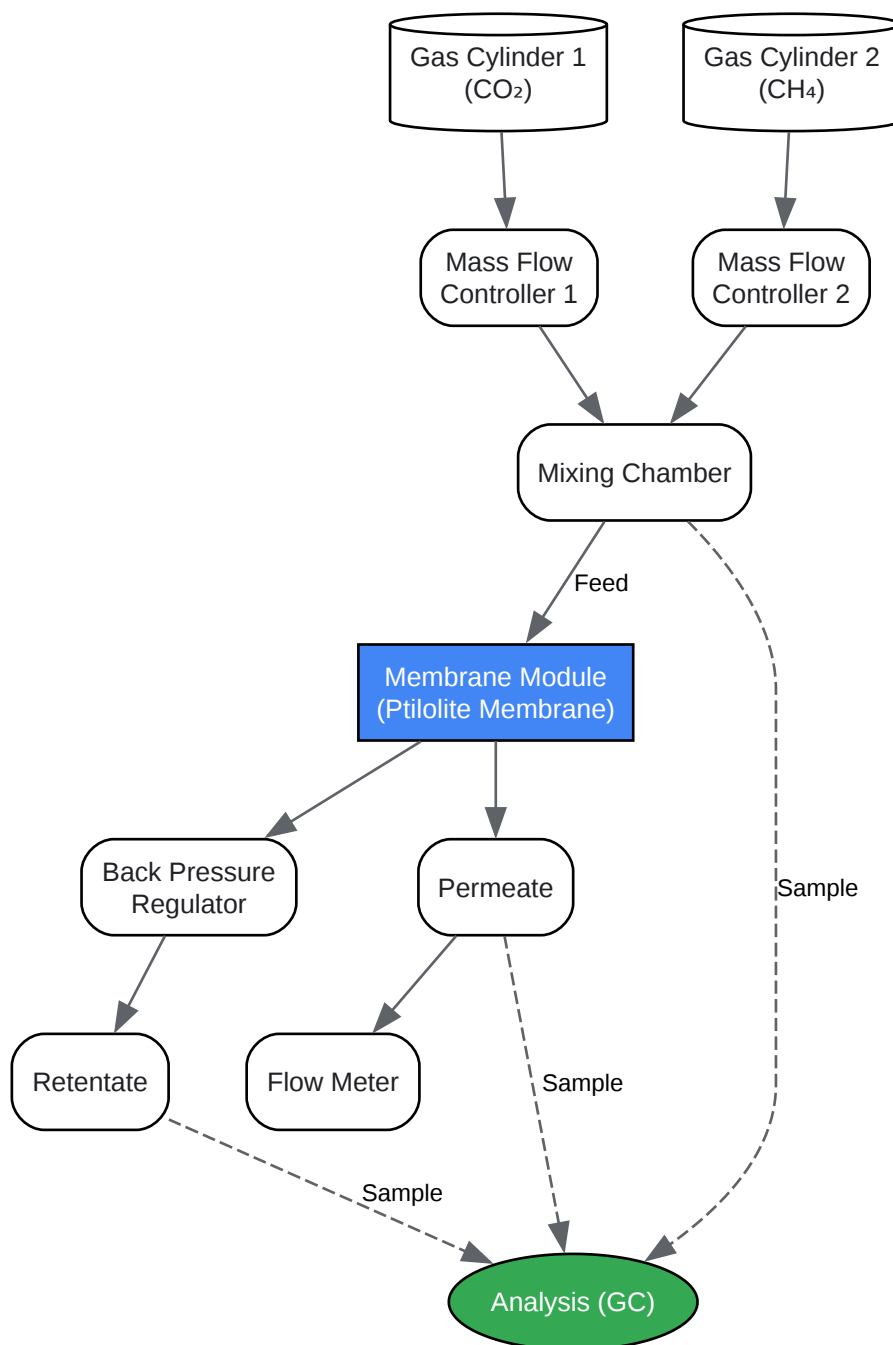 Gas Cylinder 1
(CO₂)
Gas Cylinder 2
(CH₄)
Mass Flow
Controller 1
Mass Flow
Controller 2
Mixing Chamber
Feed
Membrane Module
(Ptilolite Membrane)
Back Pressure
Regulator
Permeate
Sample
Retentate
Flow Meter
Sample
Sample
Analysis (GC)